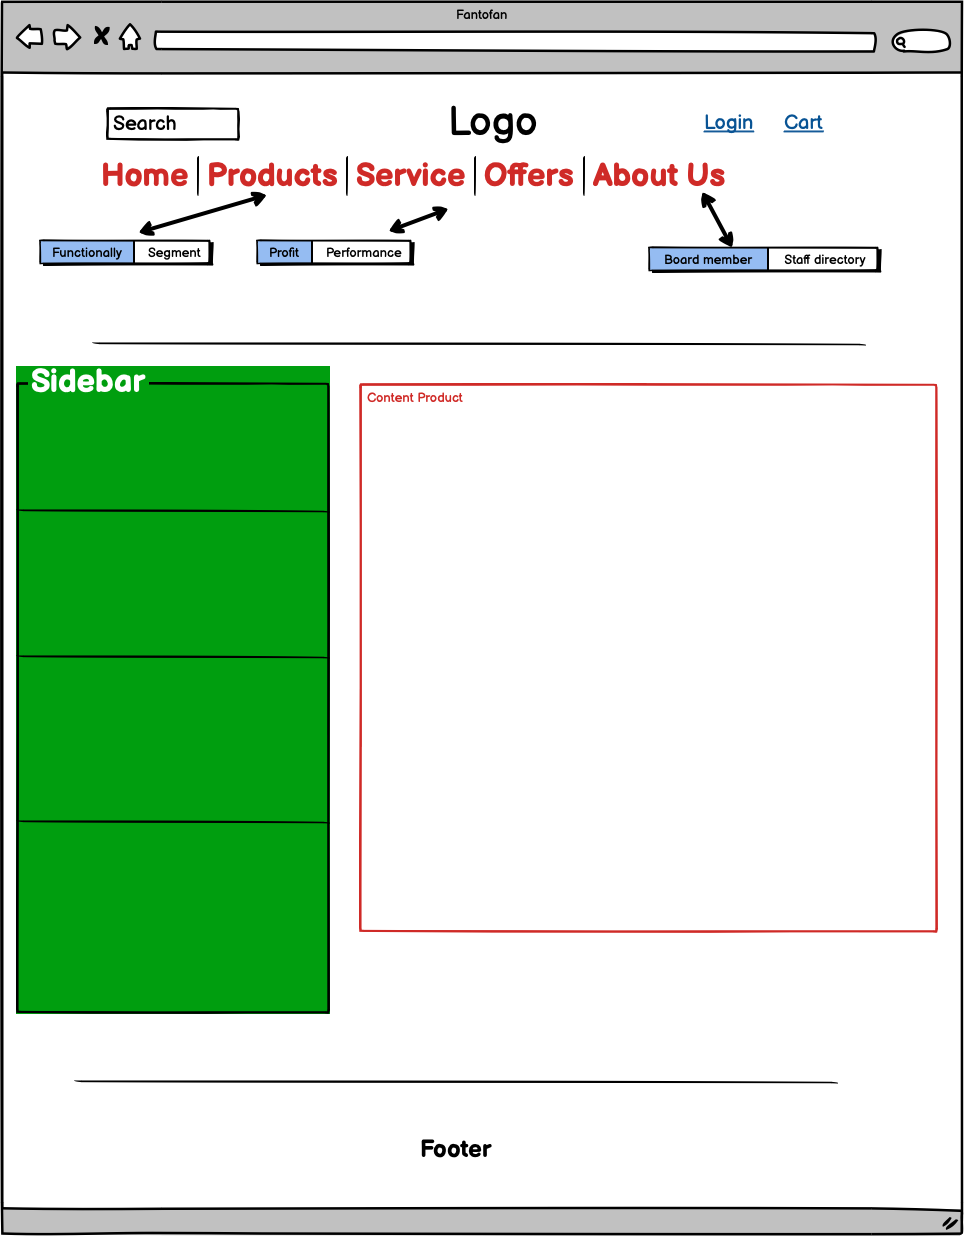 Fantofan
Search Logo Login Cart
Home Products Service Offers About Us
Functionally Segment Profit Performance Board member Staff directory
Sidebar
Content Product
Footer